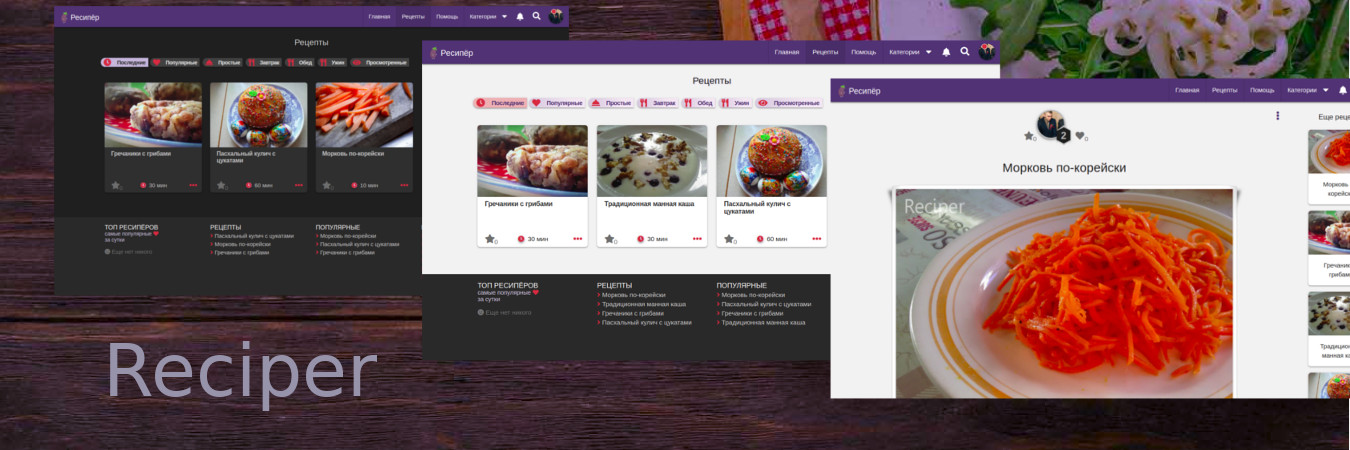 Ресипёр
Главная Рецепты Помощь Категории
Рецепты
Последние Популярные Простые Завтрак Обед Ужин Просмотренные
Гречаники с грибами
Пасхальный кулич с
цукатами
Морковь по-корейски
0 30 мин
60 мин
10 мин
ТОП РЕСИПЁРОВ
самые популярные
за сутки
Еще нет никого
РЕЦЕПТЫ
Пасхальный кулич с цукатами
Морковь по-корейски
Гречаники с грибами
ПОПУЛЯРНЫЕ
Морковь по-корейски
Пасхальный кулич с цукатами
Гречаники с грибами
Ресипёр
Главная Рецепты Помощь Категории
Рецепты
Последние Популярные Простые Завтрак Обед Ужин Просмотренные
Гречаники с грибами
Традиционная манная каша
Пасхальный кулич с
цукатами
0 30 мин
0 30 мин
0 60 мин
ТОП РЕСИПЁРОВ
самые популярные
за сутки
Еще нет никого
РЕЦЕПТЫ
Морковь по-корейски
Традиционная манная каша
Гречаники с грибами
Пасхальный кулич с цукатами
ПОПУЛЯРНЫЕ
Морковь по-корейски
Пасхальный кулич с цукатами
Гречаники с грибами
Традиционная манная каша
Ресипёр
Главная Рецепты Помощь Категории
0 2 0
Морковь по-корейски
Reciper
Еще реце
Морковь
корейск
Гречаник
грибам
Традицион
манная ка
Reciper